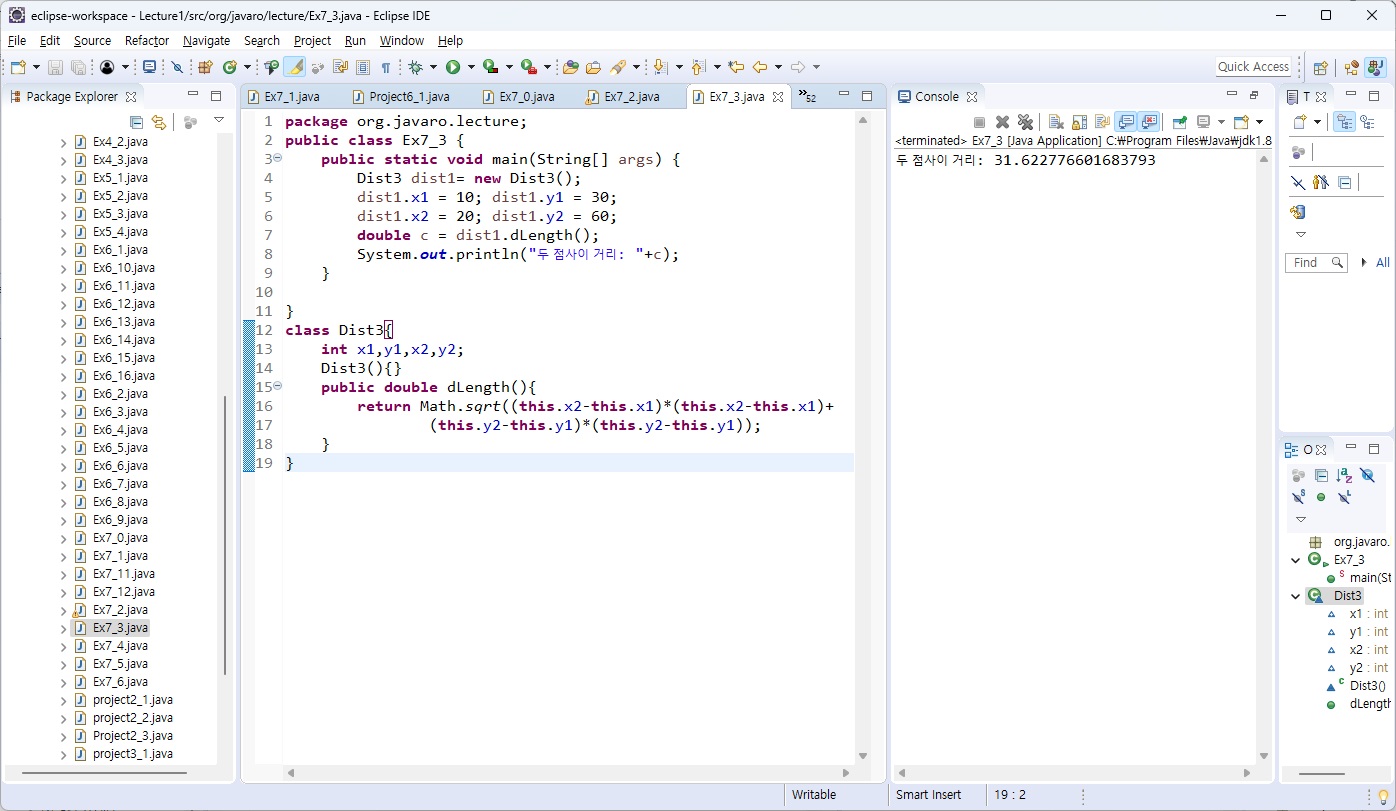 eclipse-workspace - Lecture1/src/org/javaro/lecture/Ex7_3.java - Eclipse IDE
File Edit Source Refactor Navigate Search Project Run Window Help
Quick Access
Package Explorer
Ex4_2.java
Ex4_3.java
Ex5_1.java
Ex5_2.java
Ex5_3.java
Ex5_4.java
Ex6_1.java
Ex6_10.java
Ex6_11.java
Ex6_12.java
Ex6_13.java
Ex6_14.java
Ex6_15.java
Ex6_16.java
Ex6_2.java
Ex6_3.java
Ex6_4.java
Ex6_5.java
Ex6_6.java
Ex6_7.java
Ex6_8.java
Ex6_9.java
Ex7_0.java
Ex7_1.java
Ex7_11.java
Ex7_12.java
Ex7_2.java
Ex7_3.java
Ex7_4.java
Ex7_5.java
Ex7_6.java
project2_1.java
project2_2.java
Project2_3.java
project3_1.java
Ex7_1.java Project6_1.java Ex7_0.java Ex7_2.java Ex7_3.java »52
1 package org.javaro.lecture;
2 public class Ex7_3 {
3 public static void main(String[] args) {
4 Dist3 dist1= new Dist3();
5 dist1.x1 = 10; dist1.y1 = 30;
6 dist1.x2 = 20; dist1.y2 = 60;
7 double c = dist1.dLength();
8 System.out.println("두 점사이 거리: "+c);
9 }
10
11 }
12 class Dist3{
13 int x1,y1,x2,y2;
14 Dist3(){}
15 public double dLength(){
16 return Math.sqrt((this.x2-this.x1)*(this.x2-this.x1)+
17 (this.y2-this.y1)*(this.y2-this.y1));
18 }
19 }
Console
<terminated> Ex7_3 [Java Application] C:₩Program Files₩Java₩jdk1.8
두 점사이 거리: 31.622776601683793
T
Find All
O
org.javaro.
Ex7_3
main(St
Dist3
x1 : int
y1 : int
x2 : int
y2 : int
Dist3()
dLength
Writable Smart Insert 19 : 2